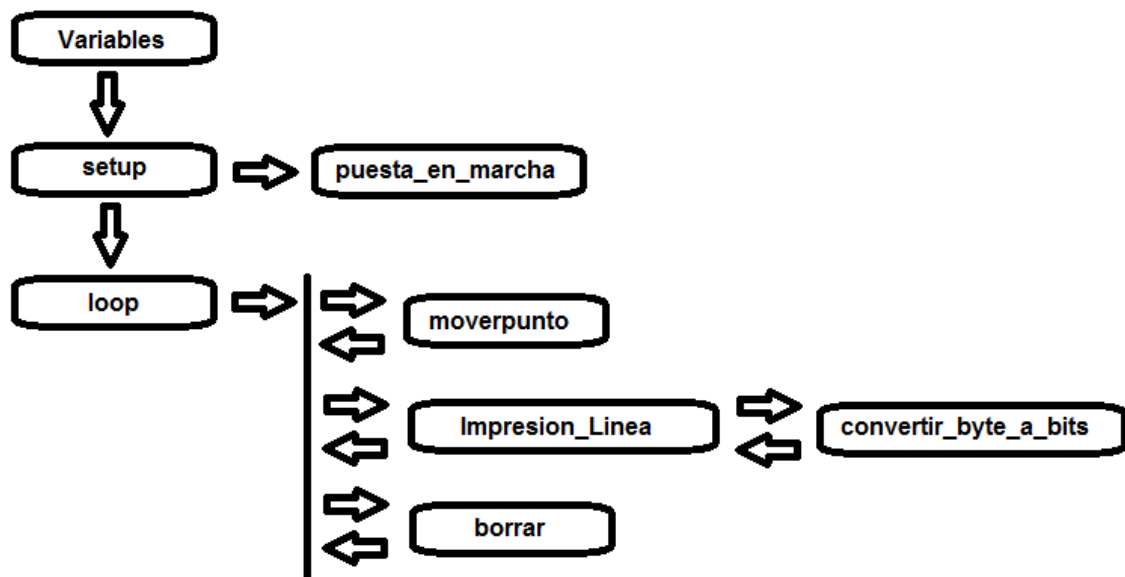 Variables
setup
puesta_en_marcha
loop
moverpunto
Impresion_Linea
convertir_byte_a_bits
borrar